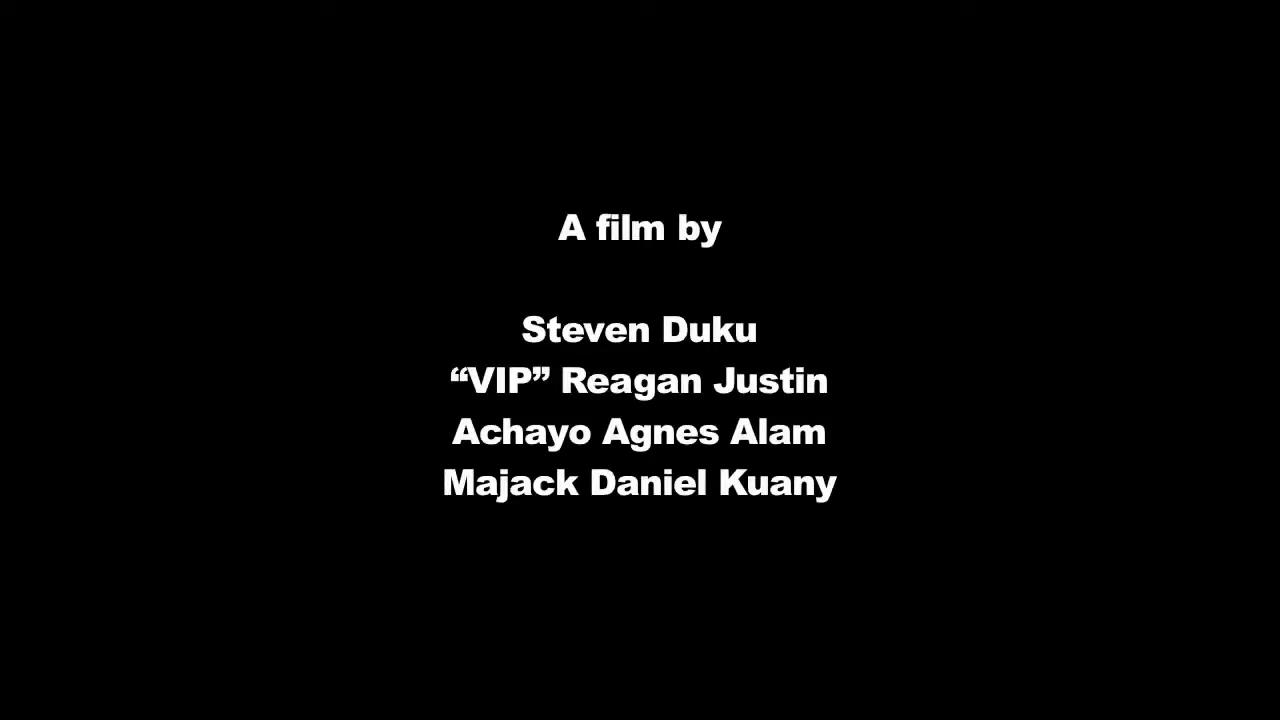 A film by
Steven Duku
“VIP” Reagan Justin
Achayo Agnes Alam
Majack Daniel Kuany